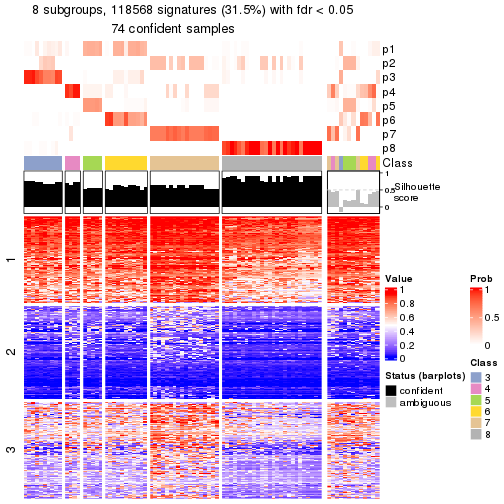 8 subgroups, 118568 signatures (31.5%) with fdr < 0.05
74 confident samples
p1
p2
p3
p4
p5
p6
p7
p8
Class
1
0.5
0
Silhouette
score
1
2
3
Value
1
0.8
0.6
0.4
0.2
0
Prob
1
0.5
0
Status (barplots)
confident
ambiguous
Class
3
4
5
6
7
8